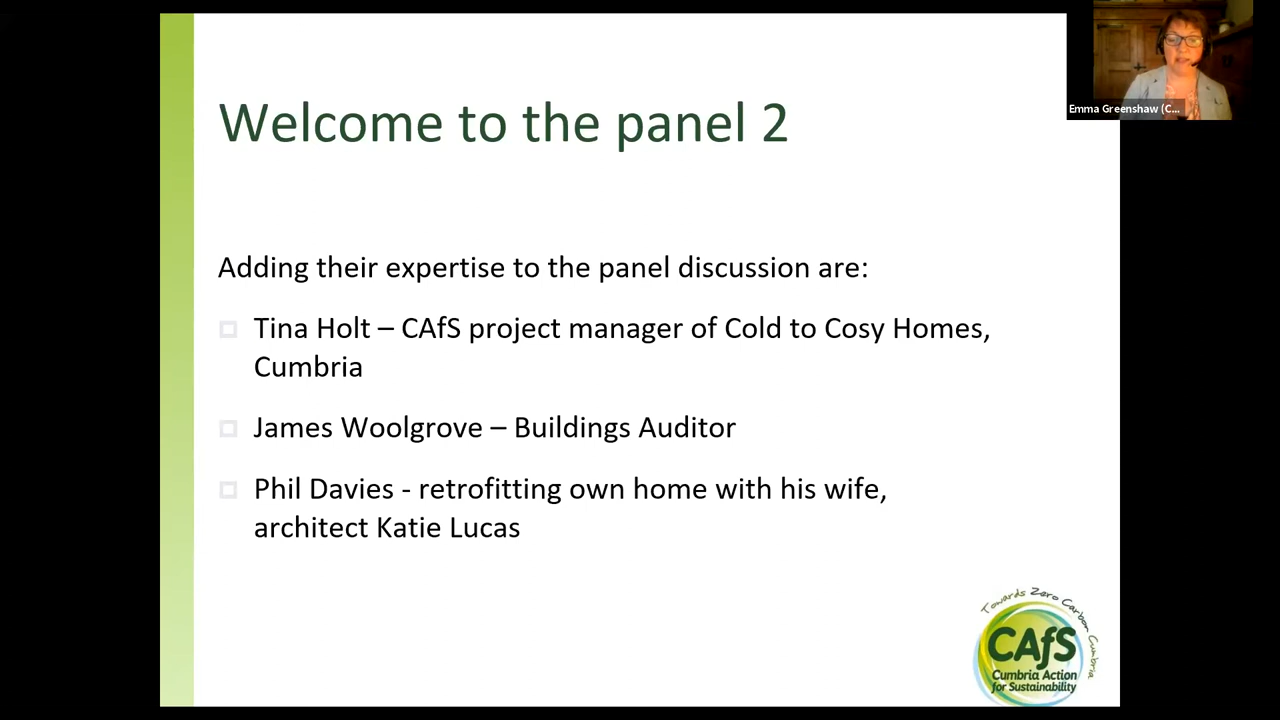 Welcome to the panel 2
Emma Greenshaw (C...
Adding their expertise to the panel discussion are:
Tina Holt – CAfS project manager of Cold to Cosy Homes,
Cumbria
James Woolgrove – Buildings Auditor
Phil Davies - retrofitting own home with his wife,
architect Katie Lucas
Towards Zero Carbon Cumbria
CAfS
Cumbria Action
for Sustainability